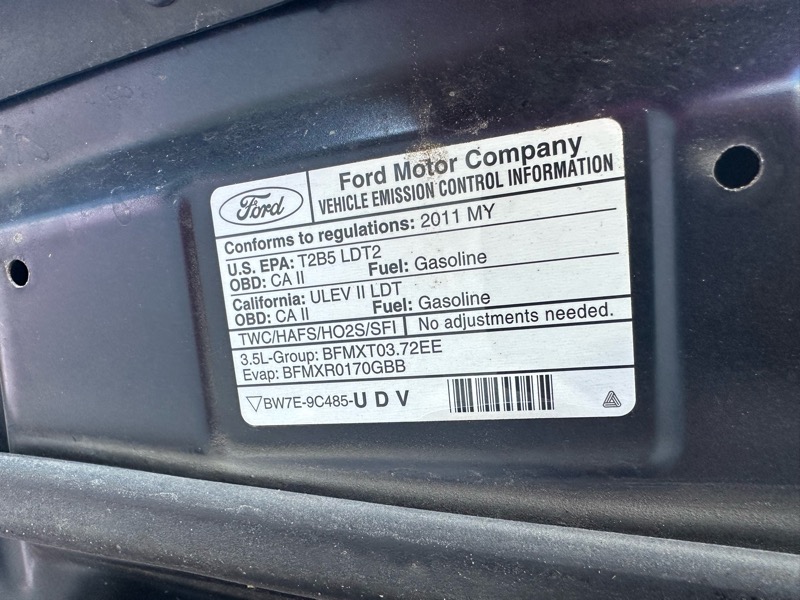 Ford
Ford Motor Company
VEHICLE EMISSION CONTROL INFORMATION
Conforms to regulations: 2011 MY
U.S. EPA: T2B5 LDT2
OBD: CA II Fuel: Gasoline
California: ULEV II LDT
OBD: CA II Fuel: Gasoline
TWC/HAFS/HO2S/SFI No adjustments needed.
3.5L-Group: BFMXT03.72EE
Evap: BFMXR0170GBB
BW7E-9C485-U D V